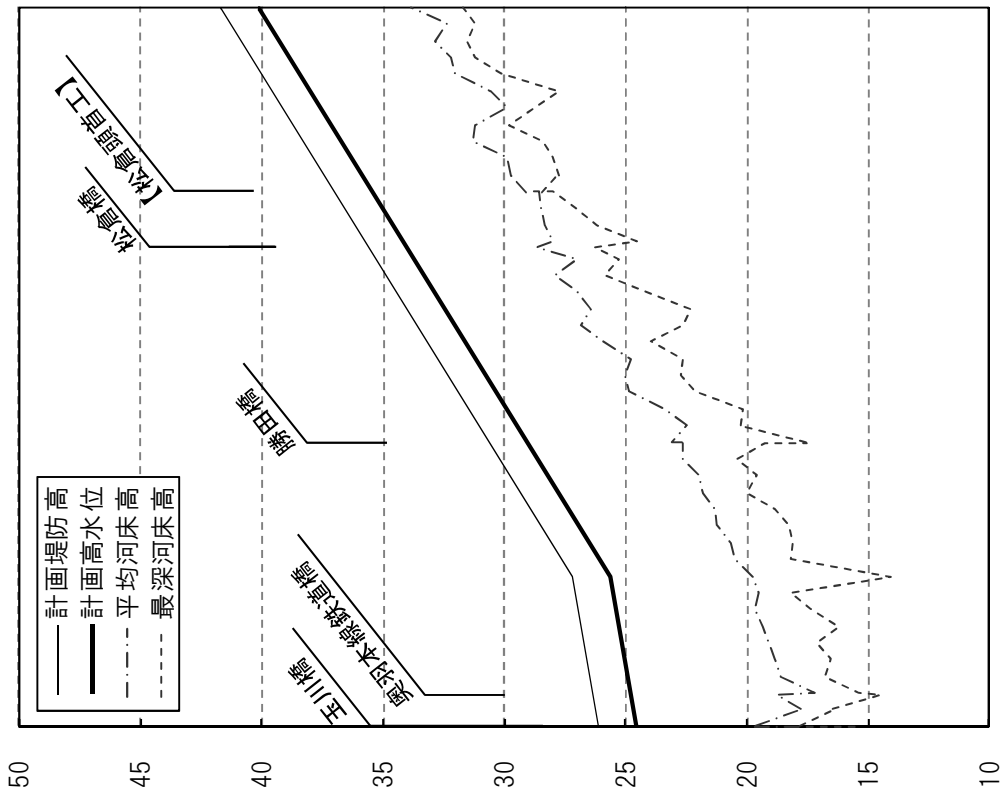 計画堤防高
計画高水位
平均河床高
最深河床高
玉川橋
奥羽本線鉄道橋
勝田橋
松倉橋
【松倉頭首工】
50
45
40
35
30
25
20
15
10